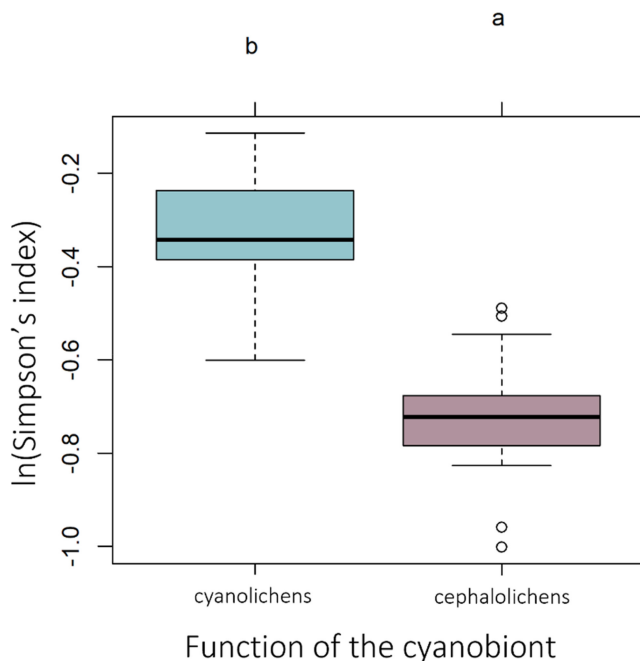 b
a
ln(Simpson's index)
-0.2
-0.4
-0.6
-0.8
-1.0
cyanolichens
cephalolichens
Function of the cyanobiont